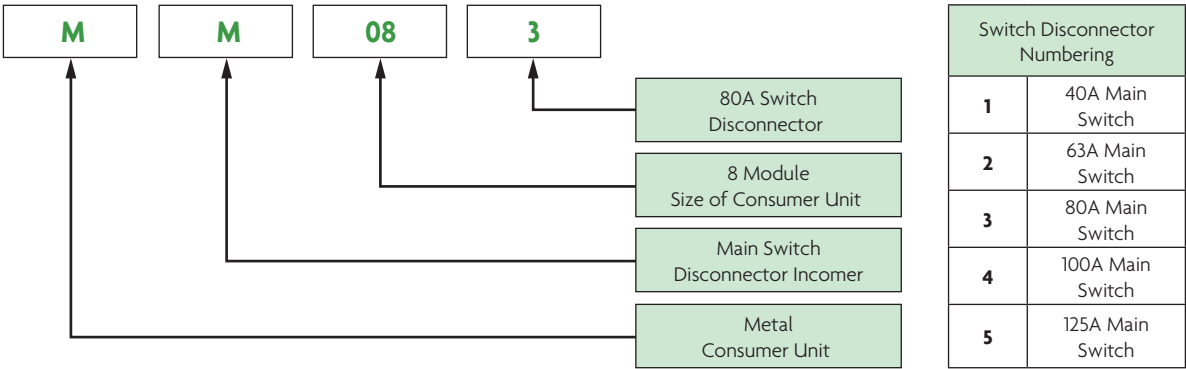 M M 08 3
80A Switch
Disconnector
8 Module
Size of Consumer Unit
Main Switch
Disconnector Incomer
Metal
Consumer Unit
Switch Disconnector
Numbering
1 40A Main
Switch
2 63A Main
Switch
3 80A Main
Switch
4 100A Main
Switch
5 125A Main
Switch